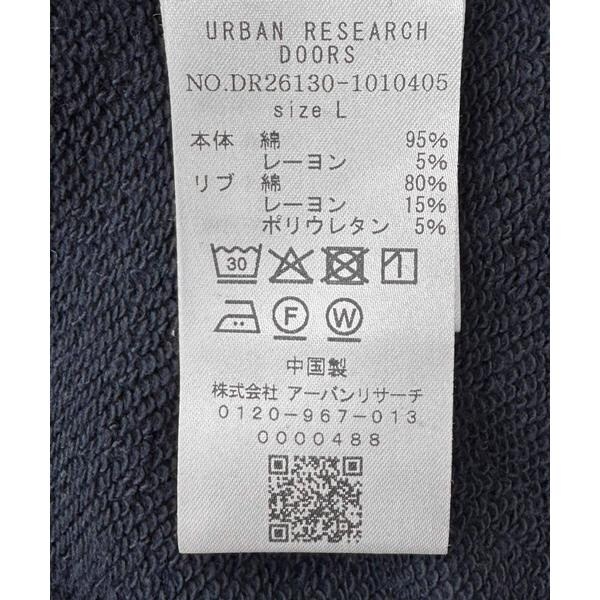 URBAN RESEARCH
DOORS
NO.DR26130-1010405
size L
本体 綿 95%
レーヨン 5%
リブ 綿 80%
レーヨン 15%
ポリウレタン 5%
30
F W
中国製
株式会社 アーバンリサーチ
0120-967-013
0000488